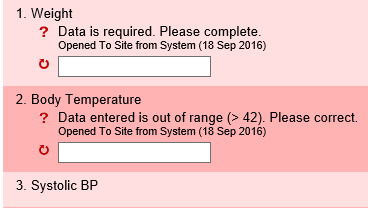 1. Weight
? Data is required. Please complete.
Opened To Site from System (18 Sep 2016)
2. Body Temperature
? Data entered is out of range (> 42). Please correct.
Opened To Site from System (18 Sep 2016)
3. Systolic BP